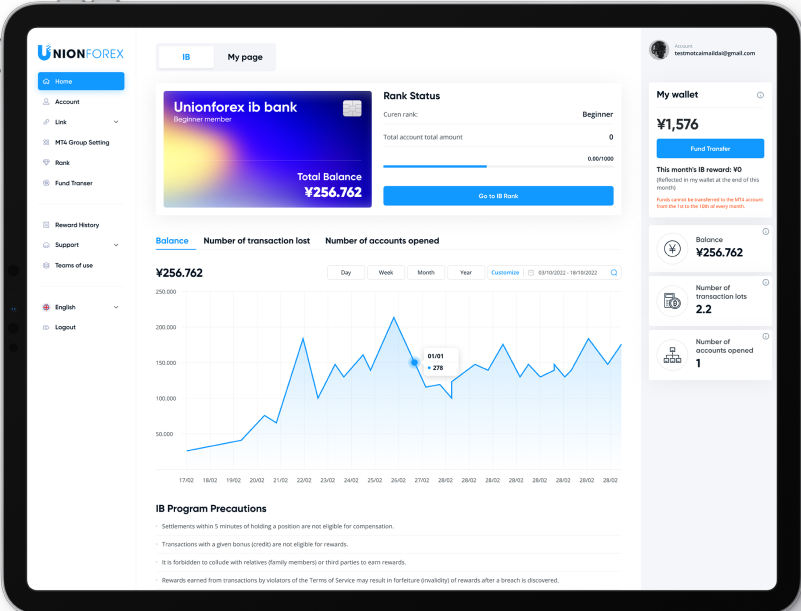 UNIONFOREX
Home
Account
Link
MT4 Group Setting
Rank
Fund Transer
Reward History
Support
Teams of use
English
Logout
IB
My page
Unionforex ib bank
Beginner member
Total Balance
¥256.762
Rank Status
Curen rank:
Beginner
Total account total amount
0
0.00/1000
Go to IB Rank
Balance
Number of transaction lost
Number of accounts opened
¥256.762
Day
Week
Month
Year
Customize
03/10/2022 - 18/10/2022
250.000
200.000
150.000
100.000
50.000
01/01
278
17/02 18/02 19/02 20/02 21/02 22/02 23/02 24/02 25/02 26/02 27/02 28/02 28/02 28/02 28/02 28/02 28/02 28/02 28/02
IB Program Precautions
· Settlements within 5 minutes of holding a position are not eligible for compensation.
· Transactions with a given bonus (credit) are not eligible for rewards.
· It is forbidden to collude with relatives (family members) or third parties to earn rewards.
· Rewards earned from transactions by violators of the Terms of Service may result in forfeiture (invalidity) of rewards after a breach is discovered.
Account
testmotcaimaildai@gmail.com
My wallet
¥1,576
Fund Transfer
This month's IB reward: ¥0
(Reflected in my wallet at the end of this
month)
Funds cannot be transferred to the MT4 account
from the 1st to the 10th of every month.
Balance
¥256.762
Number of
transaction lots
2.2
Number of
accounts opened
1